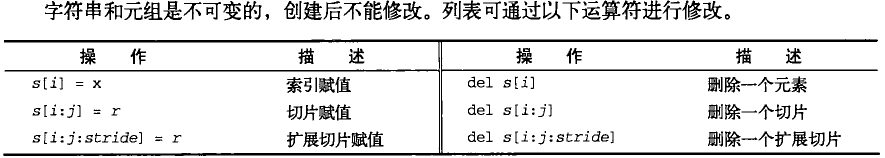 字符串和元组是不可变的，创建后不能修改。列表可通过以下运算符进行修改。
操 作 描 述 操 作 描 述
s[i] = x 索引赋值 del s[i] 删除一个元素
s[i:j] = r 切片赋值 del s[i:j] 删除一个切片
s[i:j:stride] = r 扩展切片赋值 del s[i:j:stride] 删除一个扩展切片